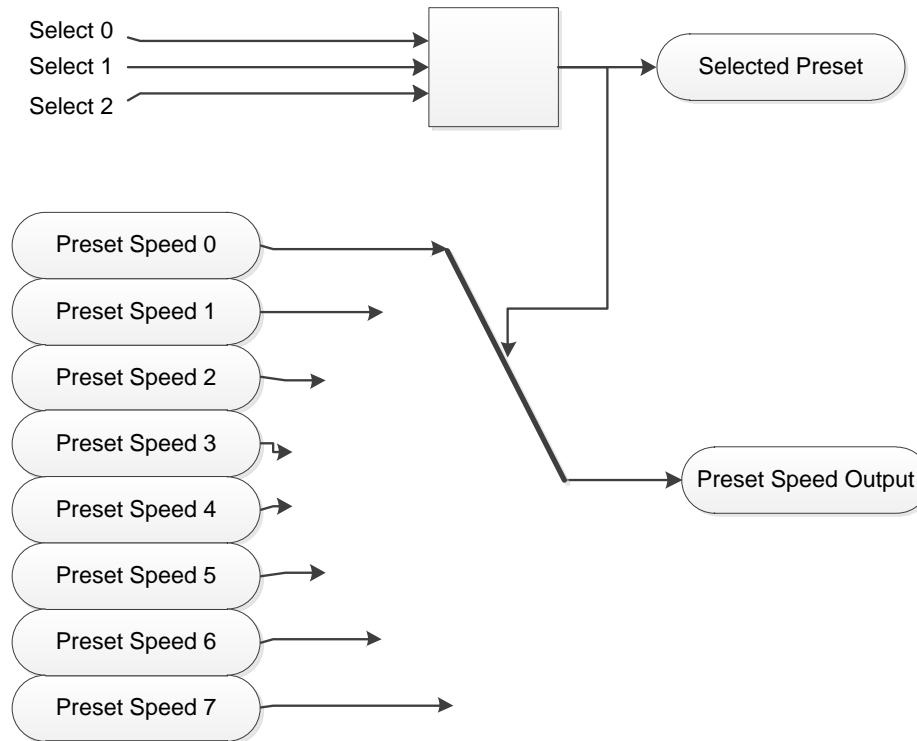 Select 0
Select 1
Select 2
Selected Preset
Preset Speed 0
Preset Speed 1
Preset Speed 2
Preset Speed 3
Preset Speed 4
Preset Speed 5
Preset Speed 6
Preset Speed 7
Preset Speed Output